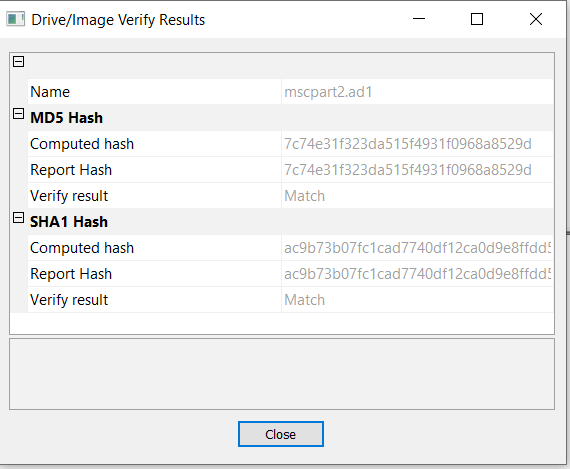 Drive/Image Verify Results
Name mscpart2.ad1
MD5 Hash
Computed hash 7c74e31f323da515f4931f0968a8529d
Report Hash 7c74e31f323da515f4931f0968a8529d
Verify result Match
SHA1 Hash
Computed hash ac9b73b07fc1cad7740df12ca0d9e8ffdd5
Report Hash ac9b73b07fc1cad7740df12ca0d9e8ffdd5
Verify result Match
Close